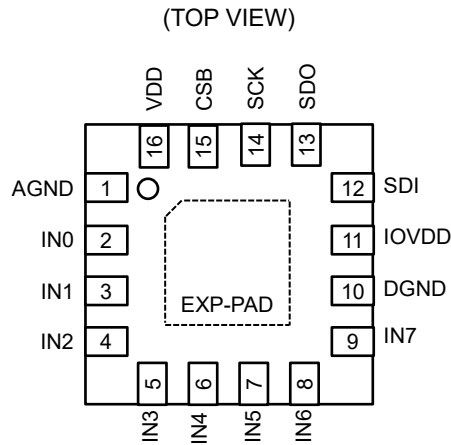 (TOP VIEW)
VDD CSB SCK SDO
16 15 14 13
AGND 1 12 SDI
IN0 2 11 IOVDD
IN1 3 10 DGND
EXP-PAD
IN2 4 9 IN7
5 6 7 8
IN3 IN4 IN5 IN6